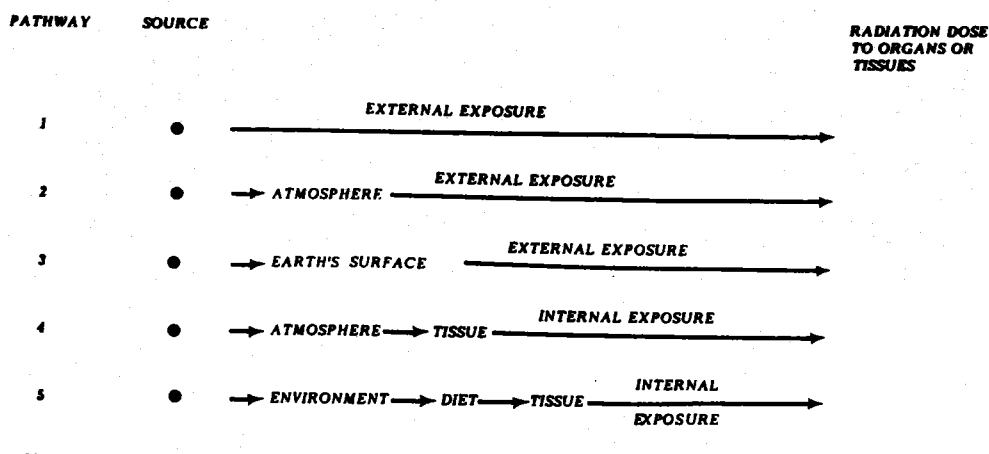 PATHWAY SOURCE
RADIATION DOSE
TO ORGANS OR
TISSUES
EXTERNAL EXPOSURE
1
EXTERNAL EXPOSURE
2 ATMOSPHERE
EXTERNAL EXPOSURE
3 EARTH'S SURFACE
INTERNAL EXPOSURE
4 ATMOSPHERE TISSUE
INTERNAL
5 ENVIRONMENT DIET TISSUE
EXPOSURE